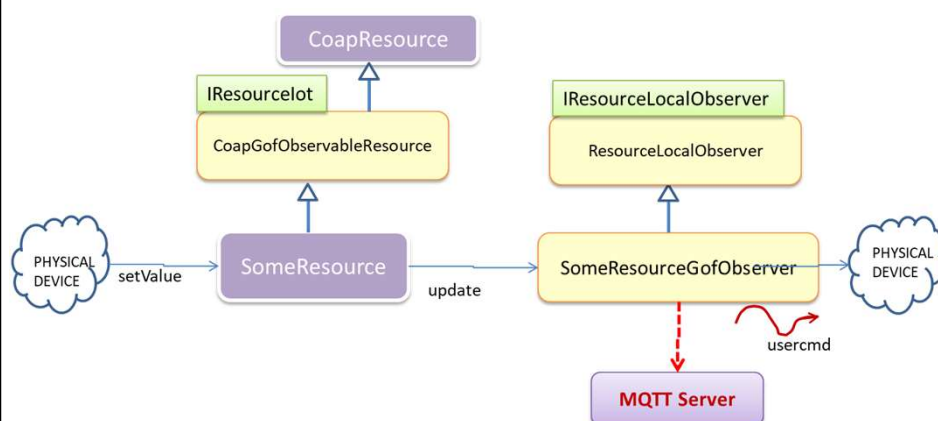 CoapResource
IResourceIot
IResourceLocalObserver
CoapGofObservableResource
ResourceLocalObserver
PHYSICAL
DEVICE
setValue
SomeResource
update
SomeResourceGofObserver
PHYSICAL
DEVICE
usercmd
MQTT Server